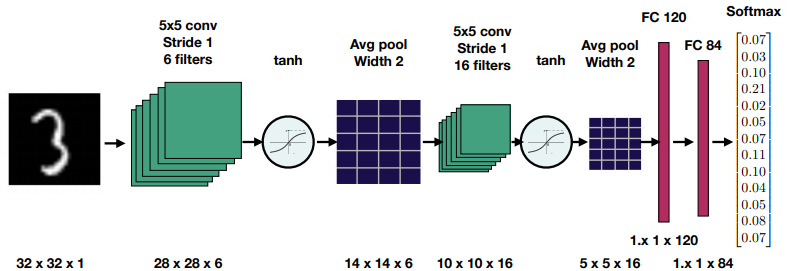 5x5 conv
Stride 1
6 filters
tanh
Avg pool
Width 2
5x5 conv
Stride 1
16 filters
tanh
Avg pool
Width 2
FC 120
FC 84
Softmax
0.07
0.03
0.10
0.21
0.02
0.05
0.07
0.11
0.10
0.04
0.05
0.08
0.07
3
32 x 32 x 1
28 x 28 x 6
14 x 14 x 6
10 x 10 x 16
5 x 5 x 16
1.x 1 x 120
1.x 1 x 84